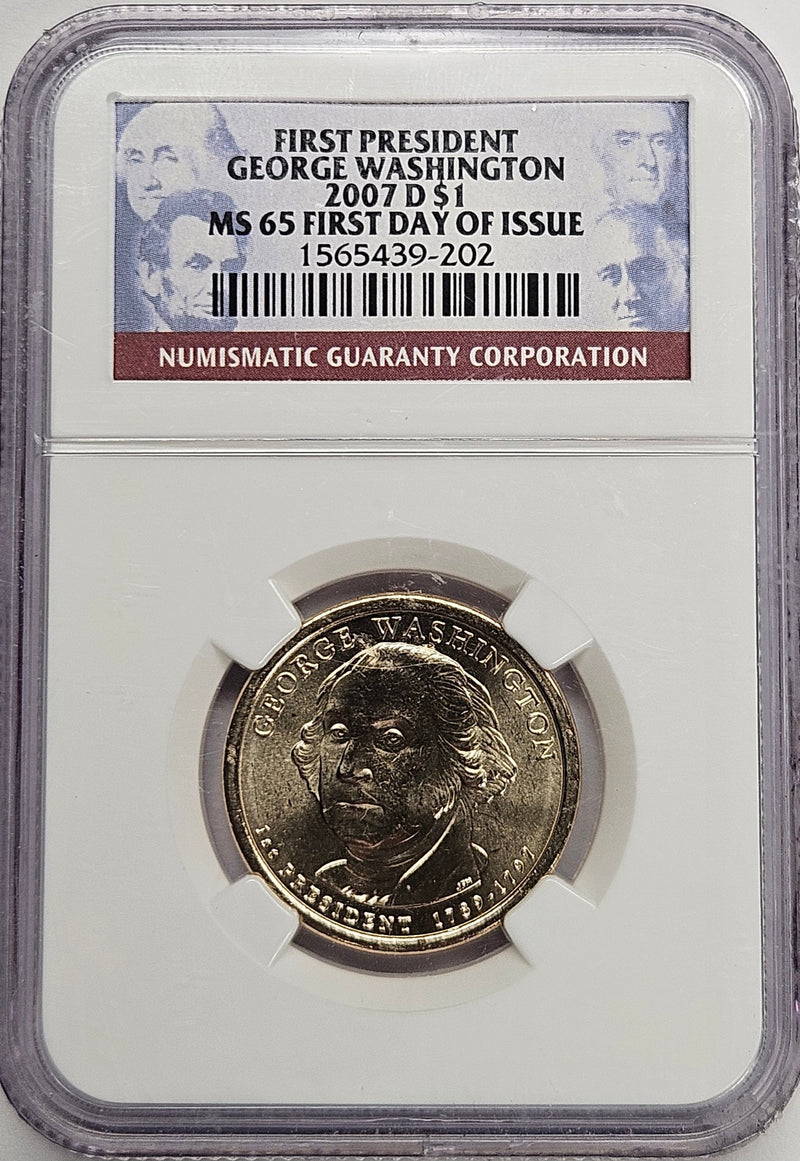 FIRST PRESIDENT
GEORGE WASHINGTON
2007 D $1
MS 65 FIRST DAY OF ISSUE
1565439-202
NUMISMATIC GUARANTY CORPORATION
GEORGE WASHINGTON
1st PRESIDENT 1789-1797